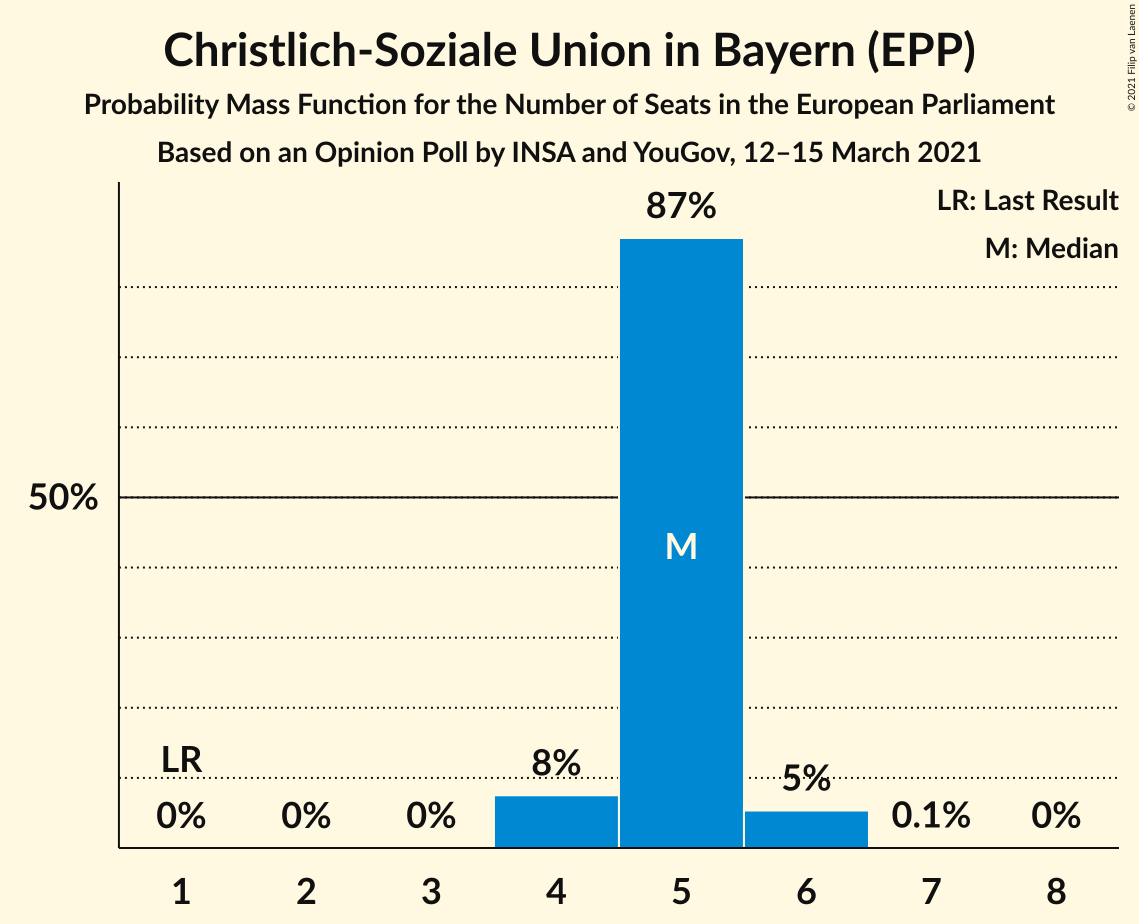 Christlich-Soziale Union in Bayern (EPP)
Probability Mass Function for the Number of Seats in the European Parliament
Based on an Opinion Poll by INSA and YouGov, 12–15 March 2021
© 2021 Filip van Laenen
LR: Last Result
M: Median
87%
50%
M
LR
8%
5%
0%
0%
0%
0.1%
0%
1 2 3 4 5 6 7 8